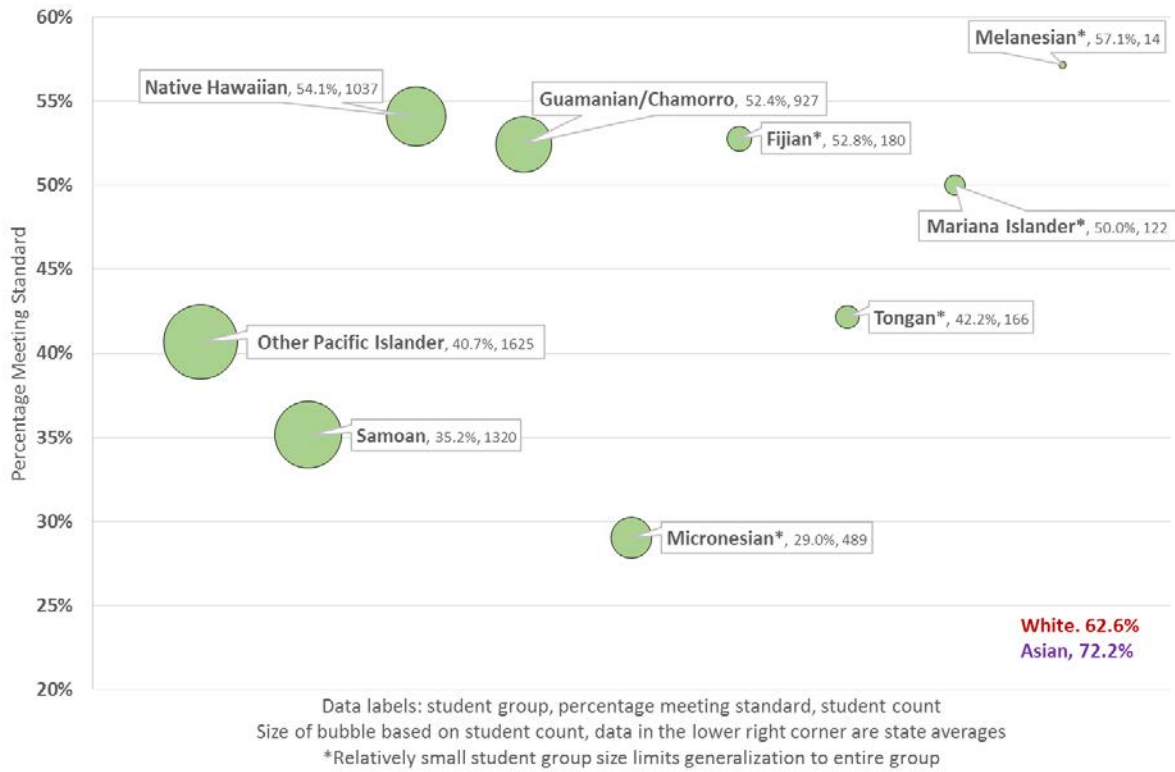 Percentage Meeting Standard
60%
55%
50%
45%
40%
35%
30%
25%
20%
Melanesian*, 57.1%, 14
Native Hawaiian, 54.1%, 1037
Guamanian/Chamorro, 52.4%, 927
Fijian*, 52.8%, 180
Mariana Islander*, 50.0%, 122
Tongan*, 42.2%, 166
Other Pacific Islander, 40.7%, 1625
Samoan, 35.2%, 1320
Micronesian*, 29.0%, 489
White. 62.6%
Asian, 72.2%
Data labels: student group, percentage meeting standard, student count
Size of bubble based on student count, data in the lower right corner are state averages
*Relatively small student group size limits generalization to entire group